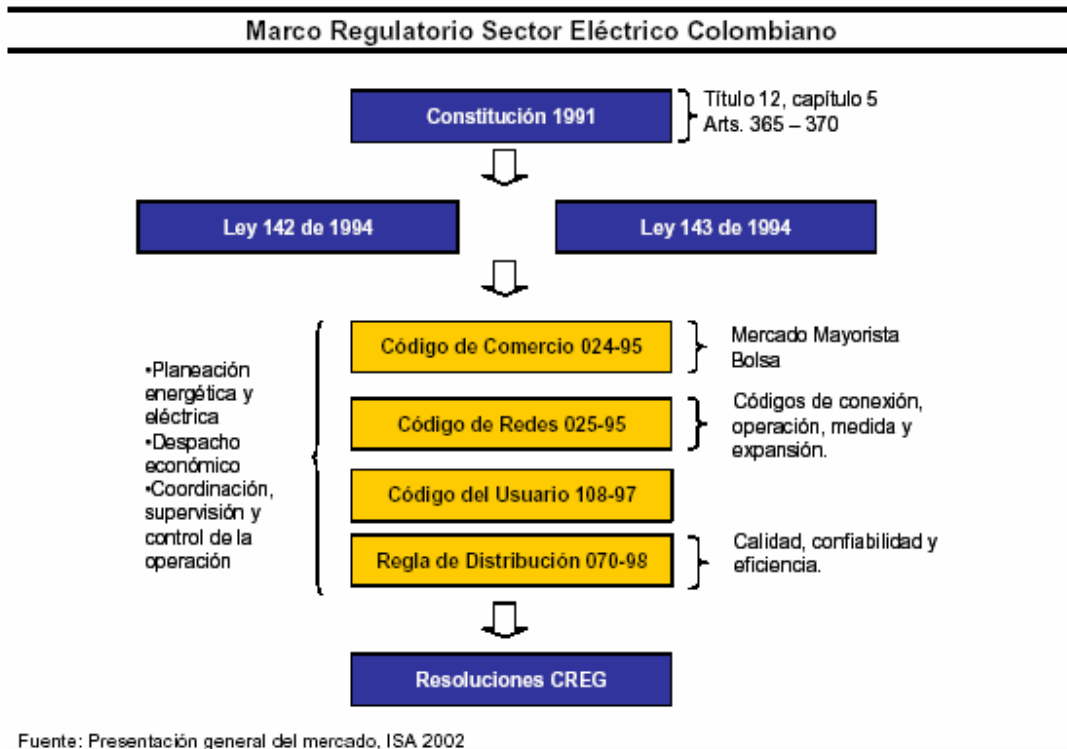 Marco Regulatorio Sector Eléctrico Colombiano
Constitución 1991
Título 12, capítulo 5
Arts. 365 – 370
Ley 142 de 1994
Ley 143 de 1994
•Planeación
energética y
eléctrica
•Despacho
económico
•Coordinación,
supervisión y
control de la
operación
Código de Comercio 024-95
Mercado Mayorista
Bolsa
Código de Redes 025-95
Códigos de conexión,
operación, medida y
expansión.
Código del Usuario 108-97
Regla de Distribución 070-98
Calidad, confiabilidad y
eficiencia.
Resoluciones CREG
Fuente: Presentación general del mercado, ISA 2002